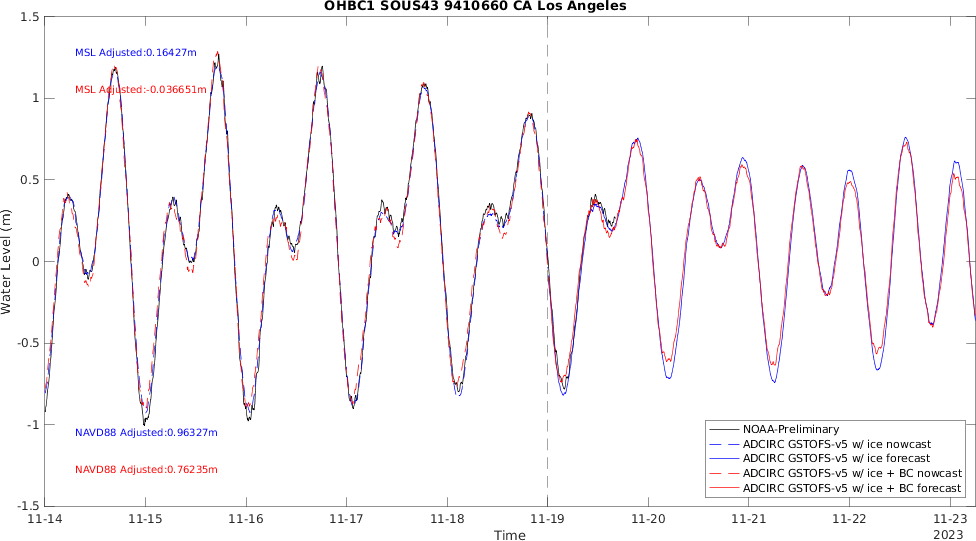 OHBC1 SOUS43 9410660 CA Los Angeles
1.5
1
0.5
0
-0.5
-1
-1.5
Water Level (m)
MSL Adjusted:0.16427m
MSL Adjusted:-0.036651m
NAVD88 Adjusted:0.96327m
NAVD88 Adjusted:0.76235m
NOAA-Preliminary
ADCIRC GSTOFS-v5 w/ ice nowcast
ADCIRC GSTOFS-v5 w/ ice forecast
ADCIRC GSTOFS-v5 w/ ice + BC nowcast
ADCIRC GSTOFS-v5 w/ ice + BC forecast
11-14 11-15 11-16 11-17 11-18 11-19 11-20 11-21 11-22 11-23
Time
2023